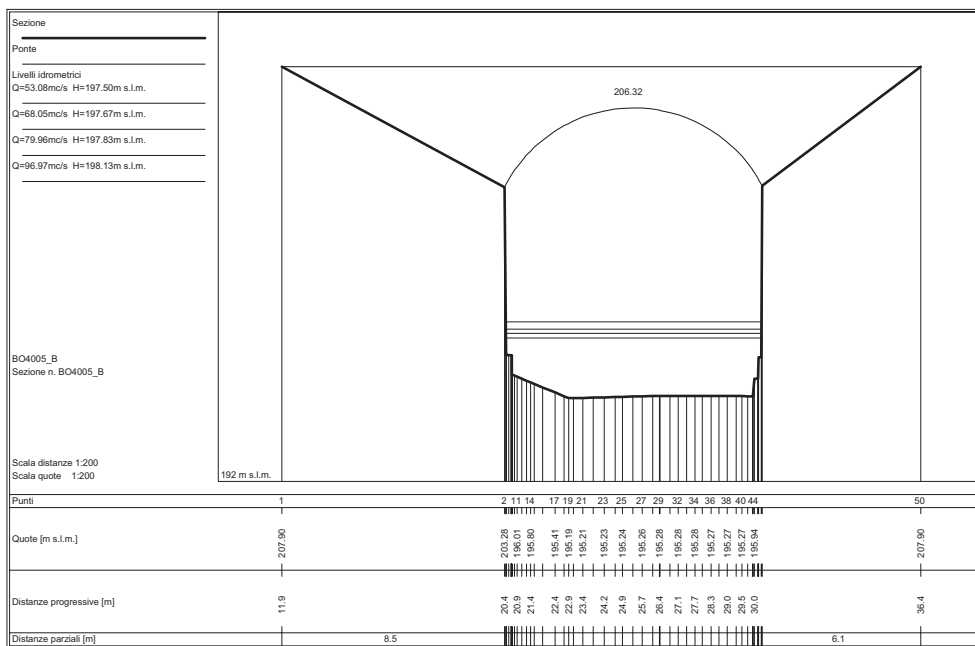 Sezione
Ponte
Livelli idrometrici
Q=53.08mc/s H=197.50m s.l.m.
Q=68.05mc/s H=197.67m s.l.m.
Q=79.96mc/s H=197.83m s.l.m.
Q=96.97mc/s H=198.13m s.l.m.
206.32
BO4005_B
Sezione n. BO4005_B
Scala distanze 1:200
Scala quote 1:200
192 m s.l.m.
Punti 1 2 11 14 17 19 21 23 25 27 29 32 34 36 38 40 44 50
Quote [m s.l.m.] 207.90 203.28 196.01 195.80 195.41 195.19 195.21 195.23 195.24 195.26 195.28 195.28 195.28 195.27 195.27 195.27 195.94 207.90
Distanze progressive [m] 11.9 20.4 20.9 21.4 22.4 22.9 23.4 24.2 24.9 25.7 26.4 27.1 27.7 28.3 29.0 29.5 30.0 36.4
Distanze parziali [m] 8.5 6.1